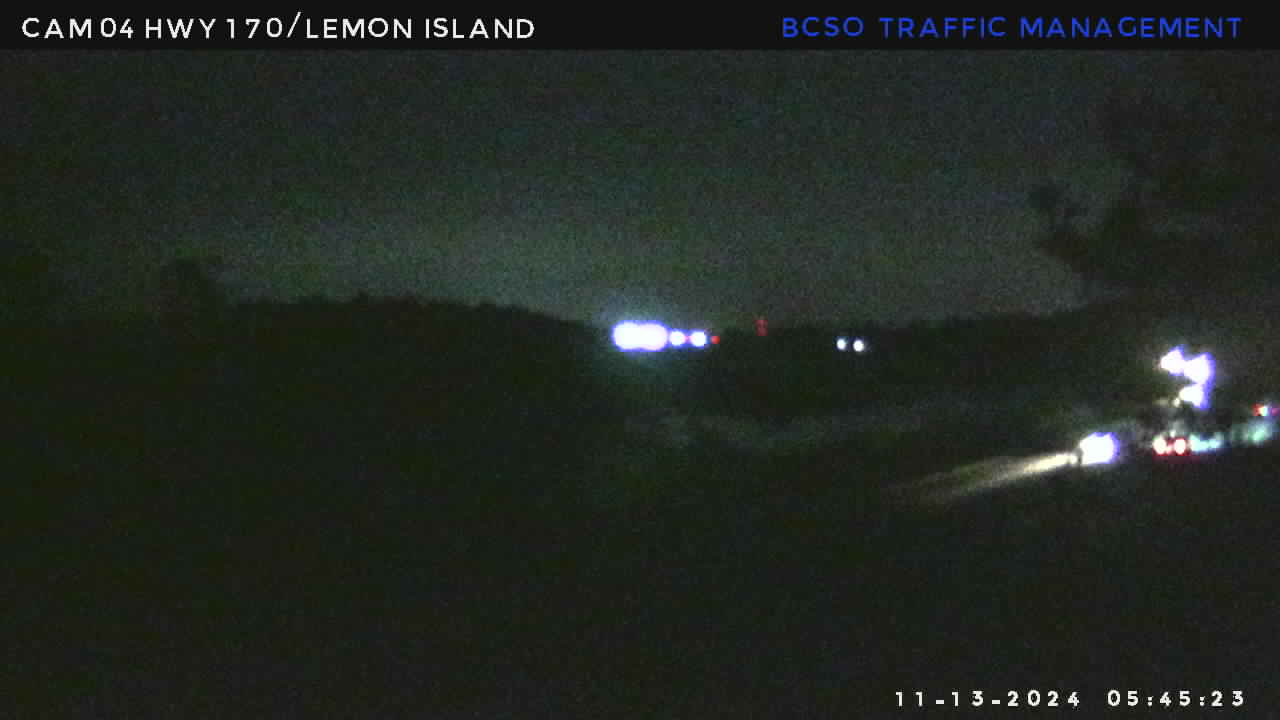 CAM 04 HWY 170/LEMON ISLAND
BCSO TRAFFIC MANAGEMENT
11-13-2024 05:45:23